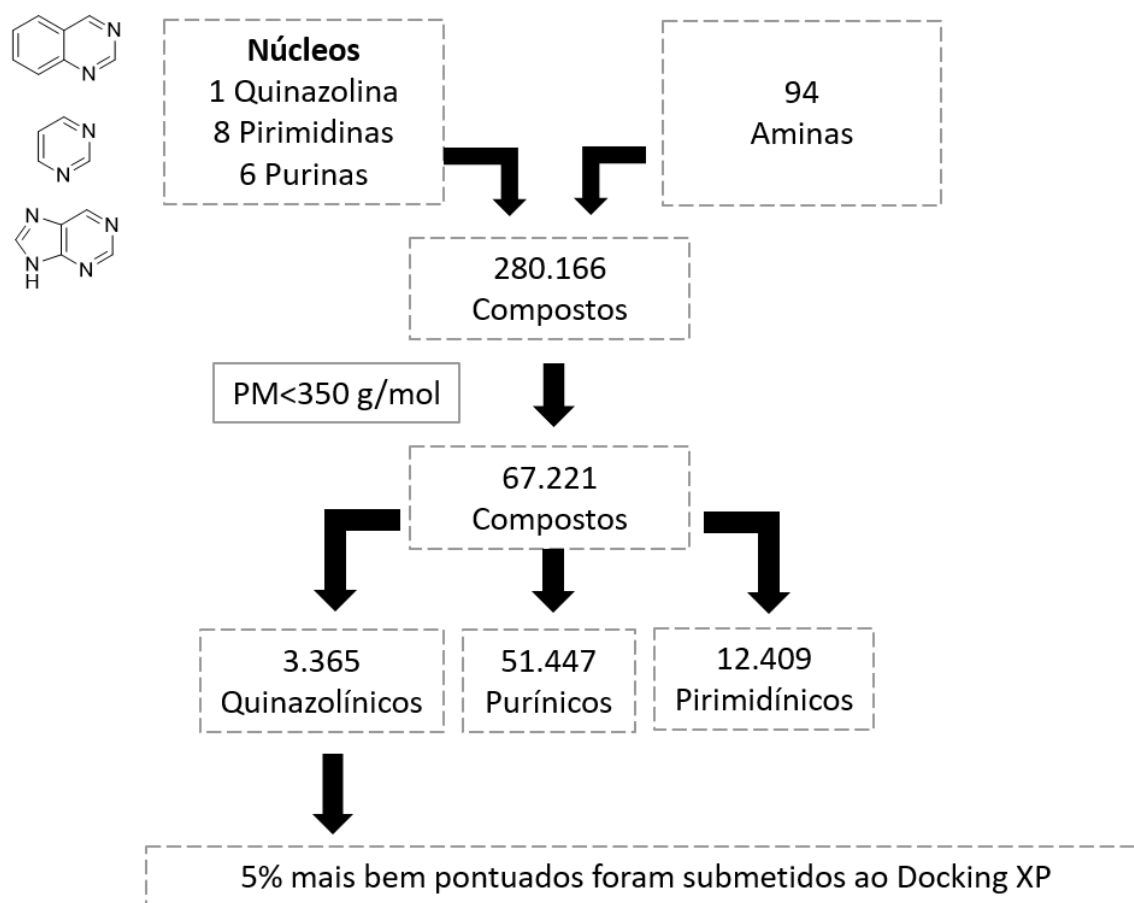 N
N
N
N
N
N
N
H
N
Núcleos
1 Quinazolina
8 Pirimidinas
6 Purinas
94
Aminas
280.166
Compostos
PM<350 g/mol
67.221
Compostos
3.365
Quinazolínicos
51.447
Purínicos
12.409
Pirimidínicos
5% mais bem pontuados foram submetidos ao Docking XP